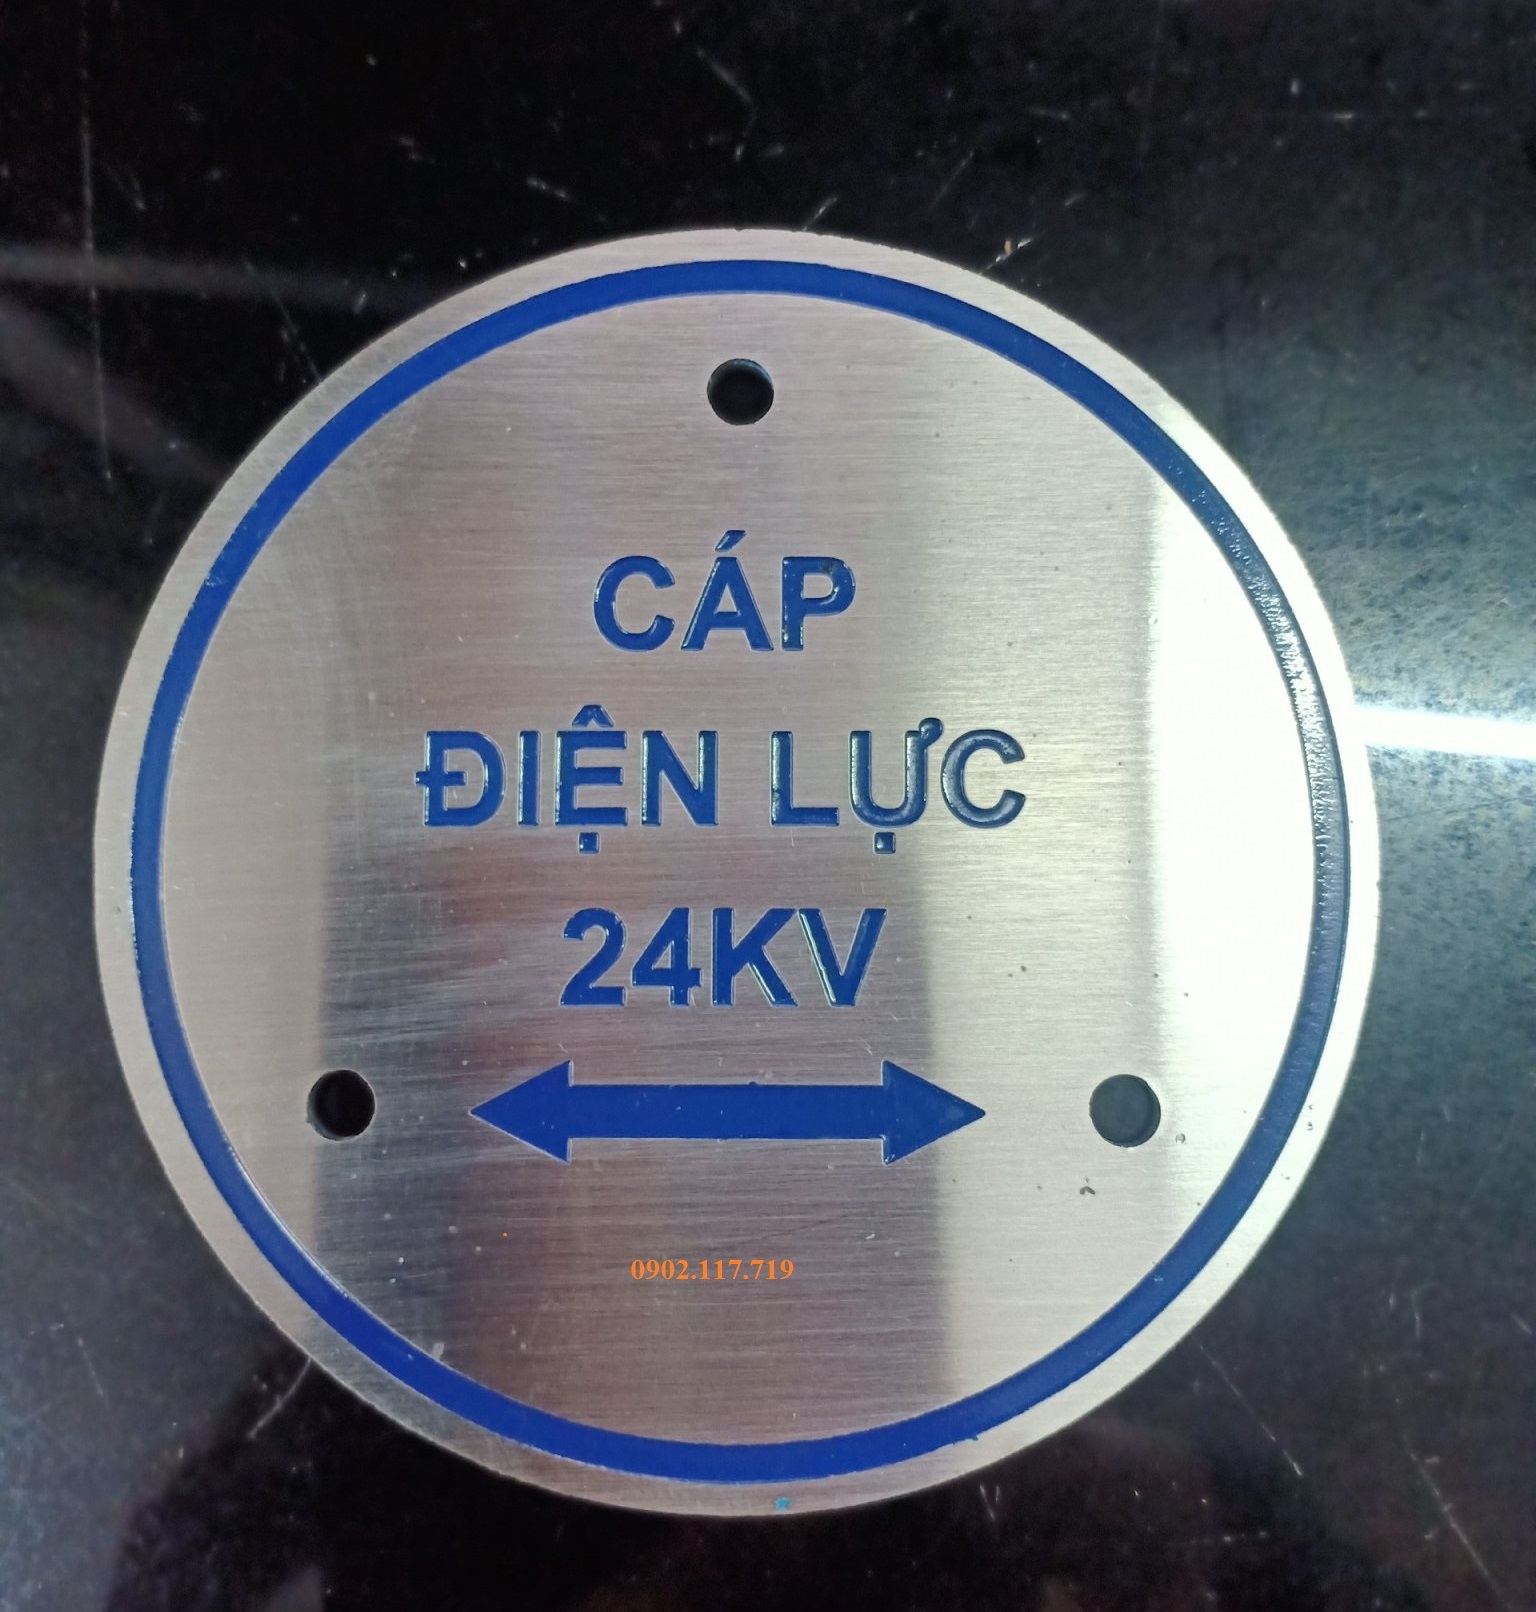 CÁP
ĐIỆN LỰC
24KV
0902.117.719